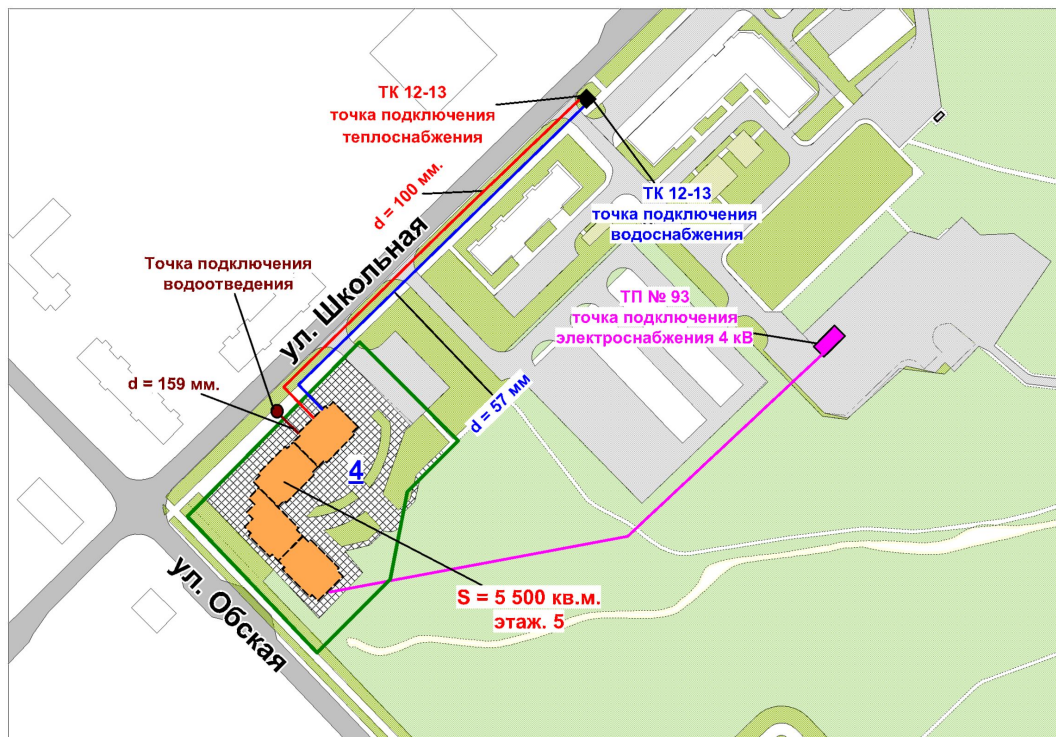 ТК 12-13
точка подключения
теплоснабжения
d = 100 мм.
ТК 12-13
точка подключения
водоснабжения
Точка подключения
водоотведения
ул. Школьная
ТП № 93
точка подключения
электроснабжения 4 кВ
d = 159 мм.
d = 57 мм
4
S = 5 500 кв.м.
этаж. 5
ул. Обская